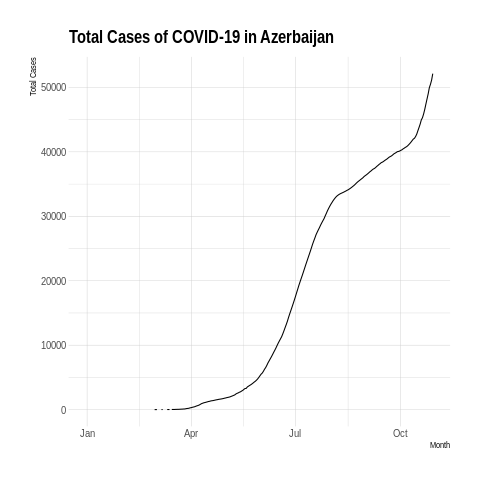 Total Cases of COVID-19 in Azerbaijan
Total Cases
50000
40000
30000
20000
10000
0
Jan Apr Jul Oct
Month